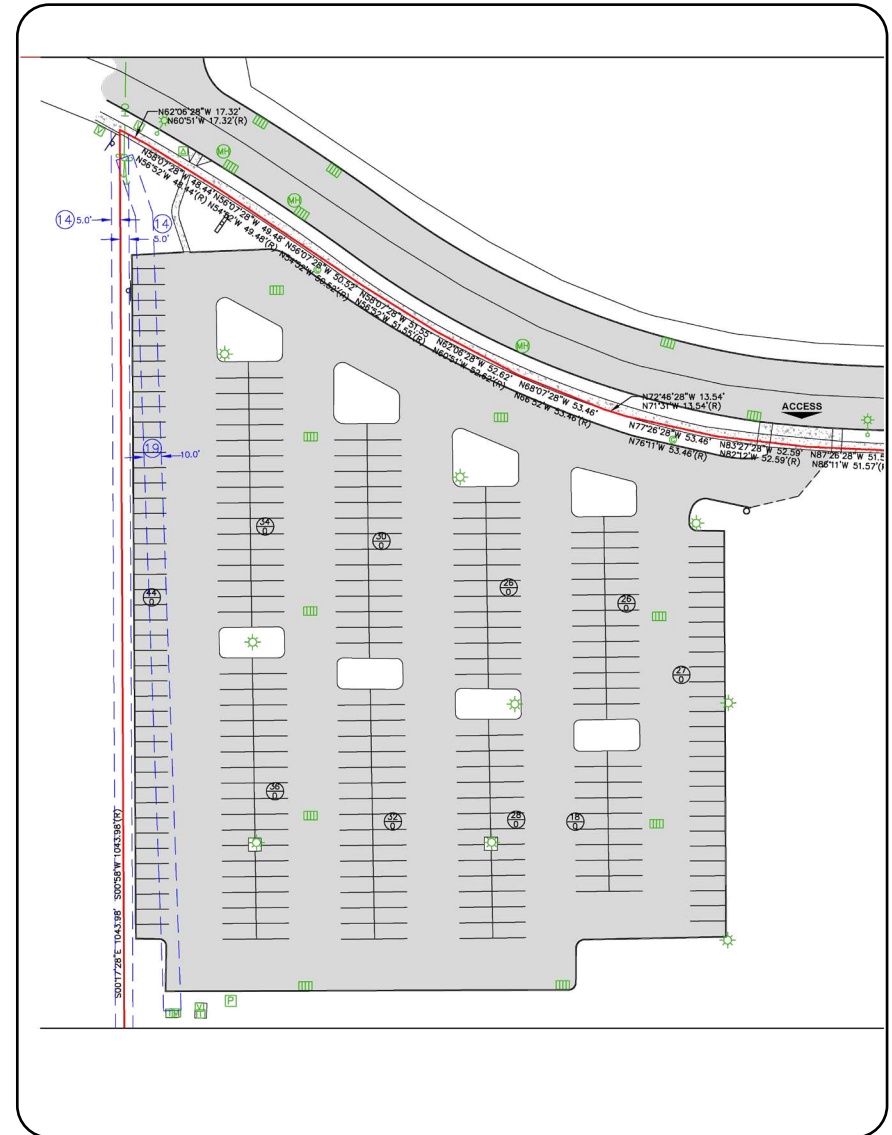 N62°06'28"W 17.32'
N60°51'W 17.32'(R)
MH
V
N58°07'28"W 48.44'
N56°52'W 48.44'(R)
MH
14 5.0'
14
5.0'
N56°07'28"W 49.48'
N54°52'W 49.48'(R)
N56°07'28"W 50.52'
N54°52'W 50.52'(R)
N58°07'28"W 51.55'
N56°52'W 51.55'(R)
MH
N62°06'28"W 52.62'
N60°51'W 52.62'(R)
N68°07'28"W 53.46'
N66°52'W 53.46'(R)
N72°46'28"W 13.54'
N71°31'W 13.54'(R)
ACCESS
N77°26'28"W 53.46'
N76°11'W 53.46'(R)
N83°27'28"W 52.59'
N82°12'W 52.59'(R)
N87°26'28"W 51.5
N86°11'W 51.57'(
19
10.0'
34
0
30
0
26
0
26
0
44
0
27
0
36
0
32
0
28
0
18
0
S00°58'W 1043.98'(R)
S00°17'28"E 1043.98'
P
V
TM
T